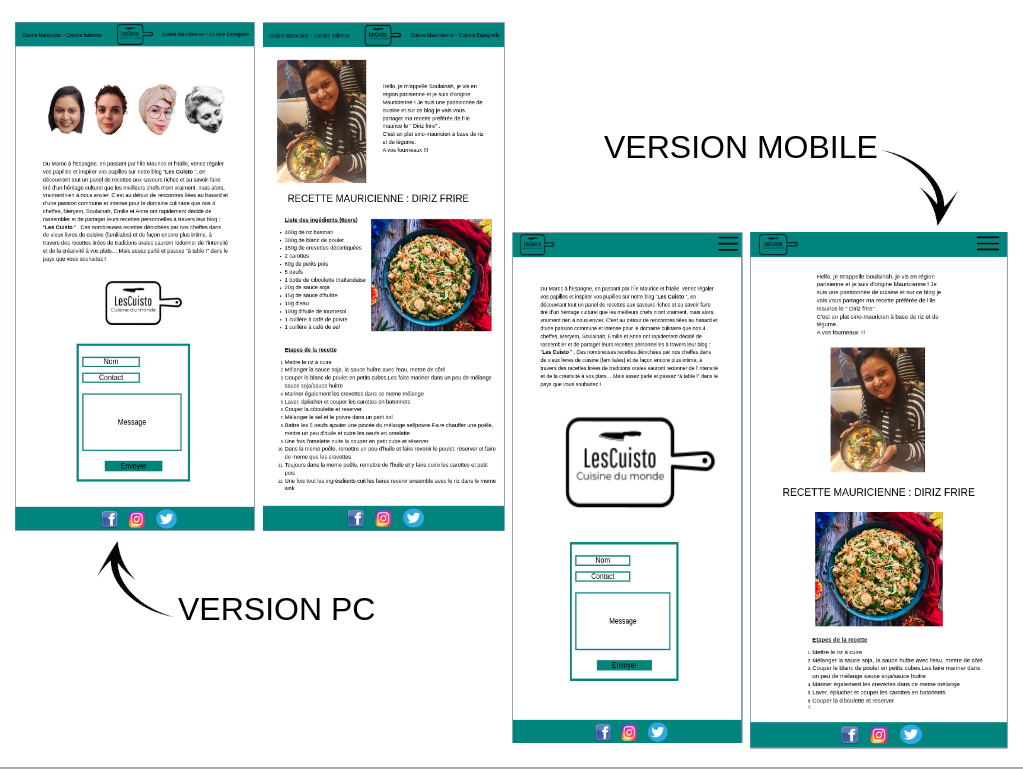 Cuisine Marocaine - Cuisine Italienne
LesCuisto
Cuisine Mauricienne - Cuisine Espagnole
Du Maroc à l'Espagne, en passant par l'île Maurice et l'Italie, venez régaler
vos papilles et inspirer vos pupilles sur notre blog "Les Cuisto ", en
découvrant tout un panel de recettes aux saveurs riches et au savoir-faire
tiré d'un héritage culturel que les meilleurs chefs n'ont vraiment, mais alors,
vraiment rien à nous envier. C'est au détour de rencontres liées au hasard et
d'une passion commune et intense pour le domaine culinaire que nos 4
cheffes, Meryem, Soulainah, Emilie et Anne ont rapidement décidé de
rassembler et de partager leurs recettes personnelles à travers leur blog :
"Les Cuisto " . Ces nombreuses recettes dénichées par nos cheffes dans
de vieux livres de cuisine (familiales) et de façon encore plus intime, à
travers des recettes tirées de traditions orales sauront redonner de l'intensité
et de la créativité à vos plats… Mais assez parlé et passez "à table !" dans le
pays que vous souhaitez !
LesCuisto
Cuisine du monde
Nom
Contact
Message
Envoyer
Cuisine Marocaine - Cuisine Italienne
LesCuisto
Cuisine Mauricienne - Cuisine Espagnole
Hello, je m'appelle Soulainah, je vis en
région parisienne et je suis d'origine
Mauricienne ! Je suis une passionnée de
cuisine et sur ce blog je vais vous
partager ma recette préférée de l'île
maurice le " Diriz frire" .
C'est un plat sino-mauricien à base de riz
et de légume.
A vos fourneaux !!!
RECETTE MAURICIENNE : DIRIZ FRIRE
Liste des ingédients (6pers)
400g de riz basmati
300g de blanc de poulet
150g de crevettes décortiquées
2 carottes
60g de petits pois
5 oeufs
1 botte de ciboulette thaïlandaise
20g de sauce soja
15g de sauce d'huître
10g d'eau
100g d'huile de tournesol
1 cuillère à café de poivre
1 cuillère à café de sel
Etapes de la recette
1. Mettre le riz à cuire
2. Mélanger la sauce soja, la sauce huître avec l'eau, mettre de côté
3. Couper le blanc de poulet en petits cubes.Les faire mariner dans un peu de mélange
sauce soja/sauce huitre
4. Mariner également les crevettes dans ce meme mélange
5. Laver, éplucher et couper les carottes en batonnets
6. Couper la ciboulette et reserver
7. Mélanger le sel et le poivre dans un petit bol
8. Battre les 5 oeufs ajouter une pincée du mélange sel/poivre.Faire chauffer une poêle,
mettre un peu d'huile et cuire les oeufs en omelette
9. Une fois l'omelette cuite la couper en petit cube et réserver
10. Dans la meme poêle, remettre un peu d'huile et faire revenir le poulet, réserver et faire
de meme que les crevettes
11. Toujours dans la meme poêle, remettre de l'huile et y faire cuire les carottes et petit
pois
12. Une fois tout les ingrésdients cuit les faires revenir ensemble avec le riz dans le meme
wok
VERSION PC
VERSION MOBILE
LesCuisto
Du Maroc à l'Espagne, en passant par l'île Maurice et l'Italie, venez régaler
vos papilles et inspirer vos pupilles sur notre blog "Les Cuisto ", en
découvrant tout un panel de recettes aux saveurs riches et au savoir-faire
tiré d'un héritage culturel que les meilleurs chefs n'ont vraiment, mais alors,
vraiment rien à nous envier. C'est au détour de rencontres liées au hasard et
d'une passion commune et intense pour le domaine culinaire que nos 4
cheffes, Meryem, Soulainah, Emilie et Anne ont rapidement décidé de
rassembler et de partager leurs recettes personnelles à travers leur blog :
"Les Cuisto " . Ces nombreuses recettes dénichées par nos cheffes dans
de vieux livres de cuisine (familiales) et de façon encore plus intime, à
travers des recettes tirées de traditions orales sauront redonner de l'intensité
et de la créativité à vos plats… Mais assez parlé et passez "à table !" dans le
pays que vous souhaitez !
LesCuisto
Cuisine du monde
Nom
Contact
Message
Envoyer
LesCuisto
Hello, je m'appelle Soulainah, je vis en région
parisienne et je suis d'origine Mauricienne ! Je
suis une passionnée de cuisine et sur ce blog je
vais vous partager ma recette préférée de l'île
maurice le " Diriz frire" .
C'est un plat sino-mauricien à base de riz et de
légume.
A vos fourneaux !!!
RECETTE MAURICIENNE : DIRIZ FRIRE
Etapes de la recette
1. Mettre le riz à cuire
2. Mélanger la sauce soja, la sauce huître avec l'eau, mettre de côté
3. Couper le blanc de poulet en petits cubes.Les faire mariner dans
un peu de mélange sauce soja/sauce huitre
4. Mariner également les crevettes dans ce meme mélange
5. Laver, éplucher et couper les carottes en batonnets
6. Couper la ciboulette et reserver
7.